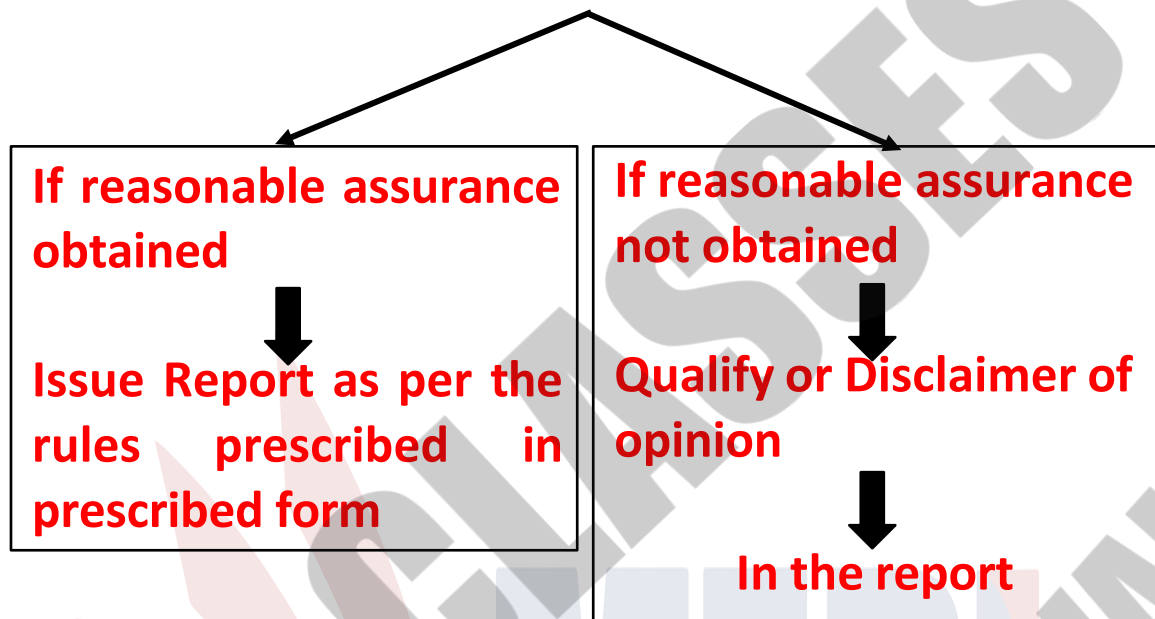 If reasonable assurance
obtained
Issue Report as per the
rules prescribed in
prescribed form
If reasonable assurance
not obtained
Qualify or Disclaimer of
opinion
In the report
CLASSES